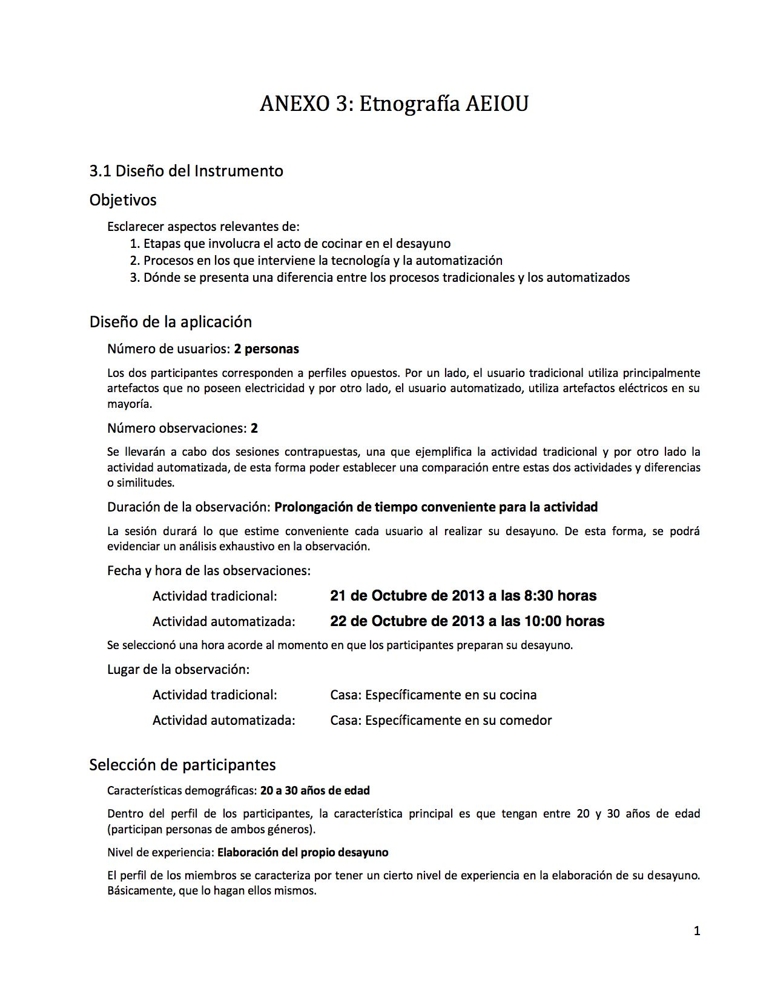 ANEXO 3: Etnografía AEIOU
3.1 Diseño del Instrumento
Objetivos
Esclarecer aspectos relevantes de:
1. Etapas que involucra el acto de cocinar en el desayuno
2. Procesos en los que interviene la tecnología y la automatización
3. Dónde se presenta una diferencia entre los procesos tradicionales y los automatizados
Diseño de la aplicación
Número de usuarios: 2 personas
Los dos participantes corresponden a perfiles opuestos. Por un lado, el usuario tradicional utiliza principalmente
artefactos que no poseen electricidad y por otro lado, el usuario automatizado, utiliza artefactos eléctricos en su
mayoría.
Número observaciones: 2
Se llevarán a cabo dos sesiones contrapuestas, una que ejemplifica la actividad tradicional y por otro lado la
actividad automatizada, de esta forma poder establecer una comparación entre estas dos actividades y diferencias
o similitudes.
Duración de la observación: Prolongación de tiempo conveniente para la actividad
La sesión durará lo que estime conveniente cada usuario al realizar su desayuno. De esta forma, se podrá
evidenciar un análisis exhaustivo en la observación.
Fecha y hora de las observaciones:
Actividad tradicional: 21 de Octubre de 2013 a las 8:30 horas
Actividad automatizada: 22 de Octubre de 2013 a las 10:00 horas
Se seleccionó una hora acorde al momento en que los participantes preparan su desayuno.
Lugar de la observación:
Actividad tradicional: Casa: Específicamente en su cocina
Actividad automatizada: Casa: Específicamente en su comedor
Selección de participantes
Características demográficas: 20 a 30 años de edad
Dentro del perfil de los participantes, la característica principal es que tengan entre 20 y 30 años de edad
(participan personas de ambos géneros).
Nivel de experiencia: Elaboración del propio desayuno
El perfil de los miembros se caracteriza por tener un cierto nivel de experiencia en la elaboración de su desayuno.
Básicamente, que lo hagan ellos mismos.
1